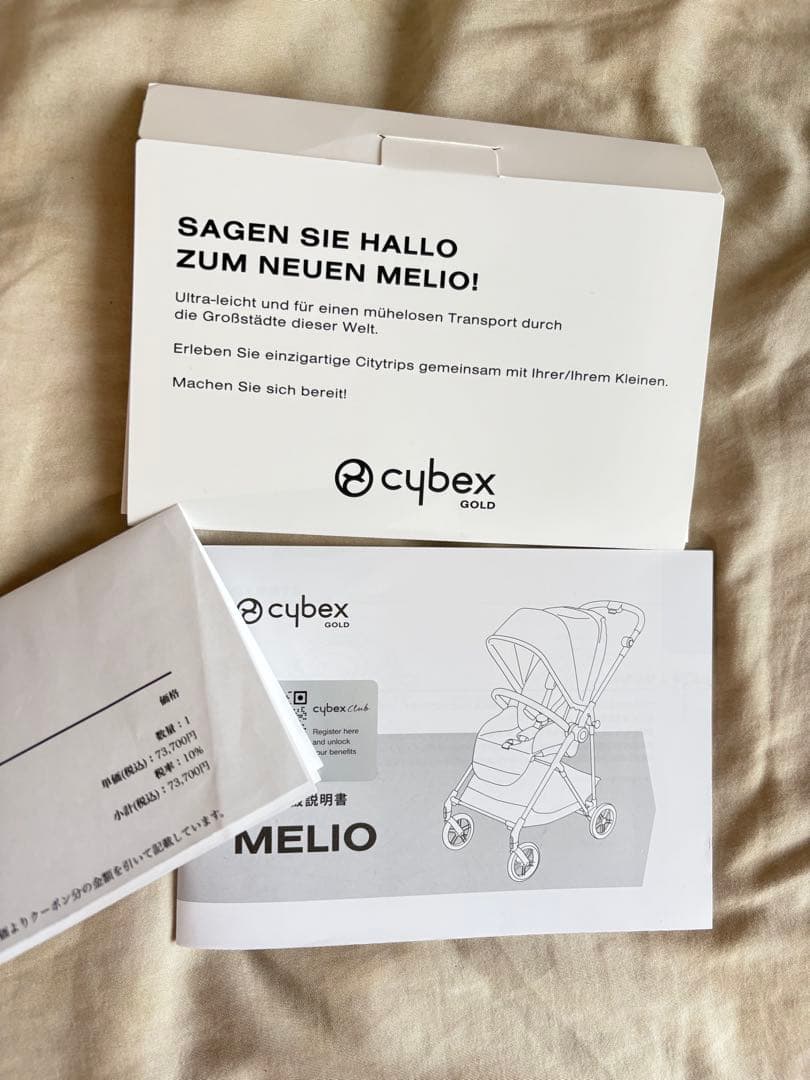 SAGEN SIE HALLO
ZUM NEUEN MELIO!
Ultra-leicht und für einen mühelosen Transport durch
die Großstädte dieser Welt.
Erleben Sie einzigartige Citytrips gemeinsam mit Ihrer/Ihrem Kleinen.
Machen Sie sich bereit!
cybex
GOLD
cybex
GOLD
cybex Club
Register here
and unlock
our benefits
説明書
MELIO
価格
数量：1
単価(税込)：73,700円
税率：10%
小計(税込)：73,700円
価よりクーポン分の金額を引いて記載しています。